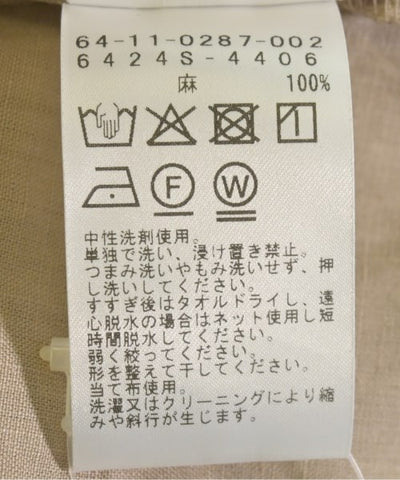 64-11-0287-002
6424S-4406
麻 100%
F W
中性洗剤使用。
単独で洗い、浸け置き禁止。
つまみ洗いやもみ洗いせず、押
し洗いしてください。
すすぎ後はタオルドライし、遠
心脱水の場合はネット使用し短
時間脱水してください。
弱く絞ってください。
形を整えて干してください。
当て布使用。
洗濯又はクリーニングにより縮
みや斜行が生じます。